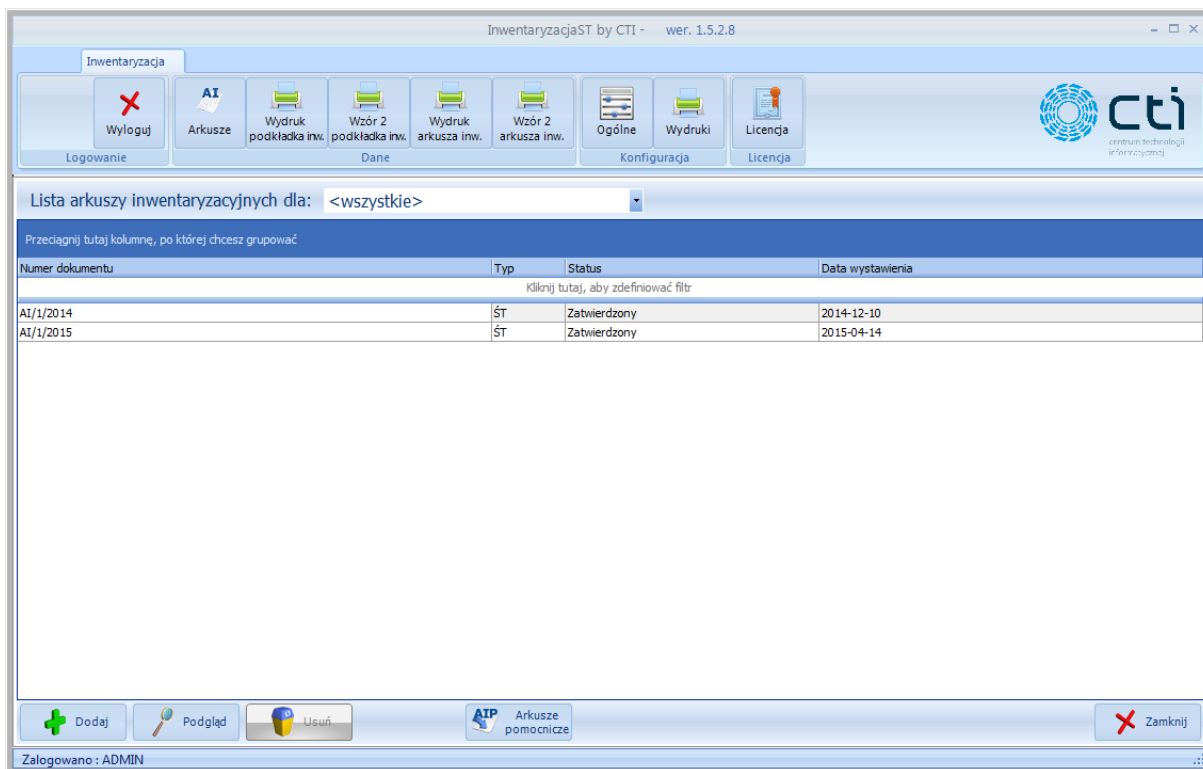 InwentaryzacjaST by CTI - wer. 1.5.2.8
Inwentaryzacja
Wyloguj
Arkusze
Wydruk
podkładka inw.
Wzór 2
podkładka inw.
Wydruk
arkusza inw.
Wzór 2
arkusza inw.
Ogólne
Wydruki
Licencja
Logowanie
Dane
Konfiguracja
Licencja
AI
cti
centrum technologii
informatycznej
Lista arkuszy inwentaryzacyjnych dla: <wszystkie>
Przeciągnij tutaj kolumnę, po której chcesz grupować
Numer dokumentu Typ Status Data wystawienia
Kliknij tutaj, aby zdefiniować filtr
AI/1/2014 ŚT Zatwierdzony 2014-12-10
AI/1/2015 ŚT Zatwierdzony 2015-04-14
Dodaj
Podgląd
Usuń
AIP
Arkusze
pomocnicze
Zamknij
Zalogowano : ADMIN